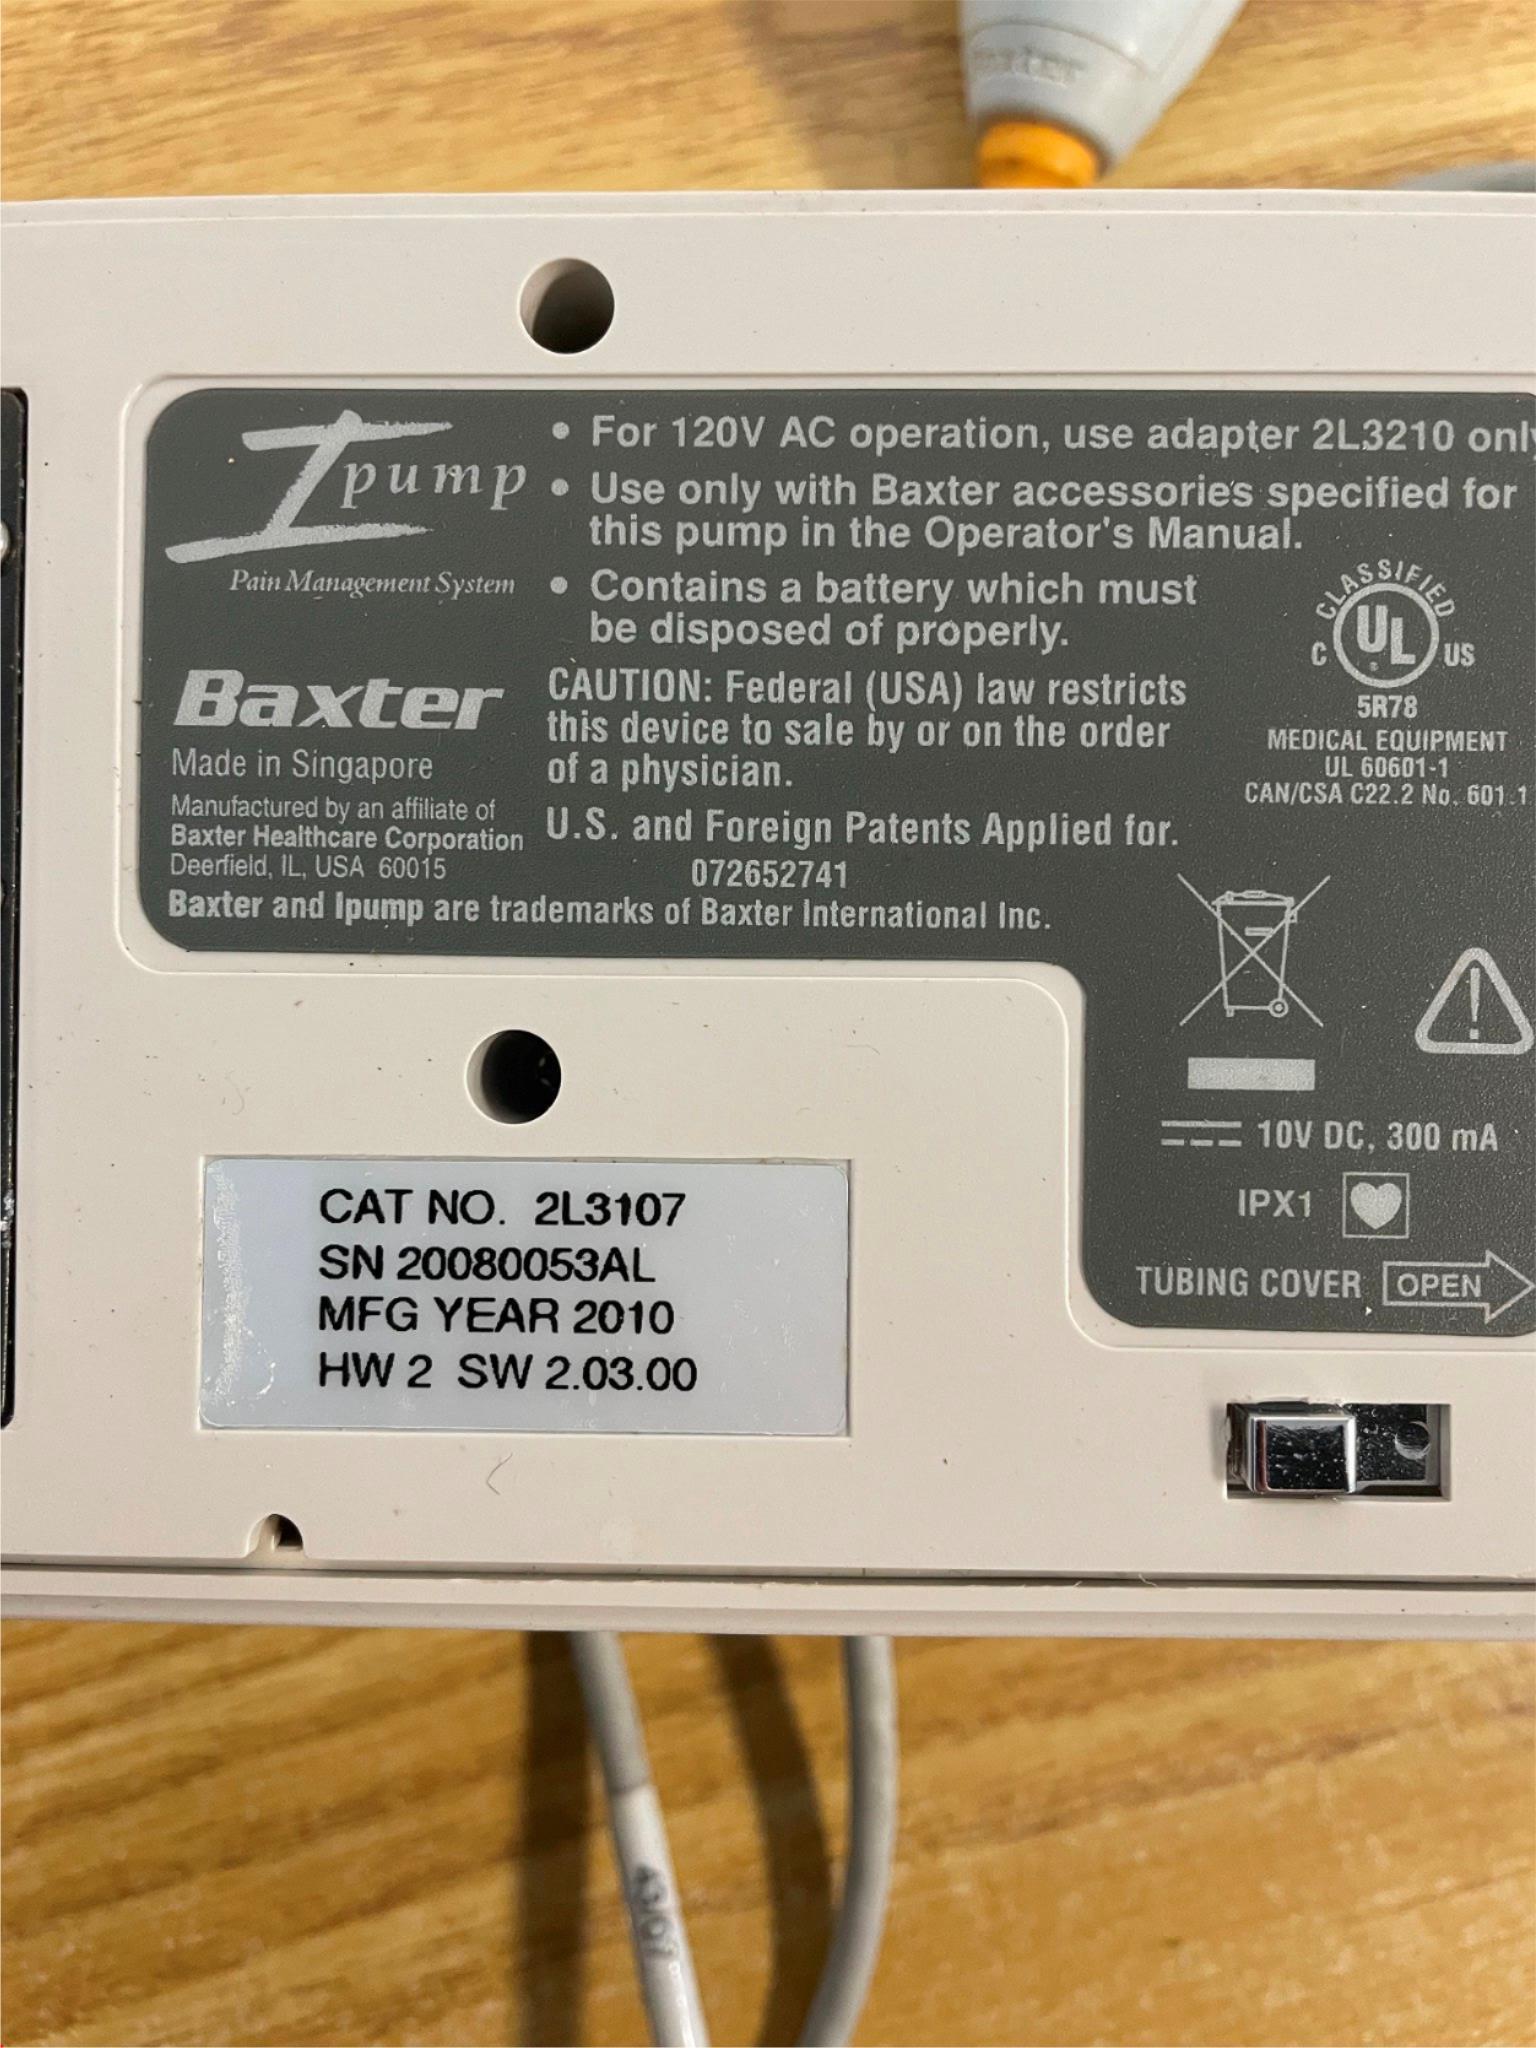 Ipump
Pain Management System
Baxter
Made in Singapore
Manufactured by an affiliate of
Baxter Healthcare Corporation
Deerfield, IL, USA 60015
• For 120V AC operation, use adapter 2L3210 only
• Use only with Baxter accessories specified for
this pump in the Operator's Manual.
• Contains a battery which must
be disposed of properly.
CAUTION: Federal (USA) law restricts
this device to sale by or on the order
of a physician.
U.S. and Foreign Patents Applied for.
072652741
Baxter and Ipump are trademarks of Baxter International Inc.
CLASSIFIED
C UL ® US
5R78
MEDICAL EQUIPMENT
UL 60601-1
CAN/CSA C22.2 No. 601.1
10V DC, 300 mA
IPX1
TUBING COVER OPEN
CAT NO. 2L3107
SN 20080053AL
MFG YEAR 2010
HW 2 SW 2.03.00